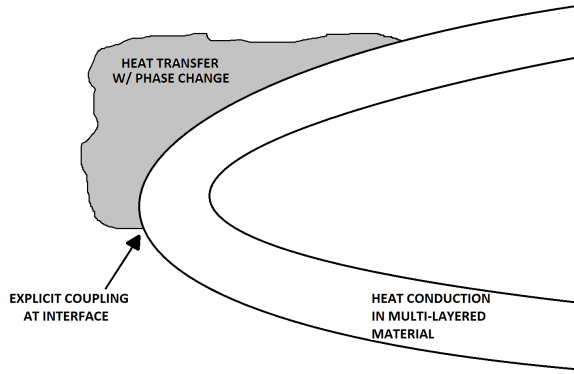 HEAT TRANSFER
W/ PHASE CHANGE
EXPLICIT COUPLING
AT INTERFACE
HEAT CONDUCTION
IN MULTI-LAYERED
MATERIAL